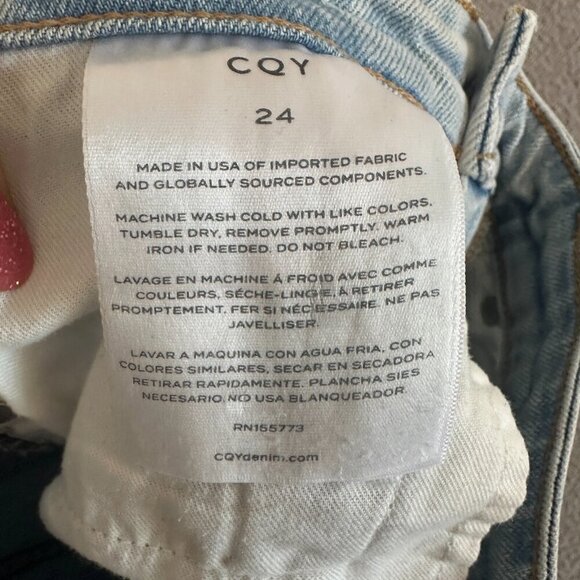 CQY
24
MADE IN USA OF IMPORTED FABRIC
AND GLOBALLY SOURCED COMPONENTS.
MACHINE WASH COLD WITH LIKE COLORS.
TUMBLE DRY, REMOVE PROMPTLY. WARM
IRON IF NEEDED. DO NOT BLEACH.
LAVAGE EN MACHINE A FROID AVEC COMME
COULEURS, SÉCHE-LINGE, À RETIRER
PROMPTEMENT. FER SI NÉCESSAIRE. NE PAS
JAVELLISER.
LAVAR A MAQUINA CON AGUA FRIA, CON
COLORES SIMILARES, SECAR EN SECADORA
RETIRAR RAPIDAMENTE. PLANCHA SIES
NECESARIO. NO USA BLANQUEADOR
RN155773
CQYdenim.com